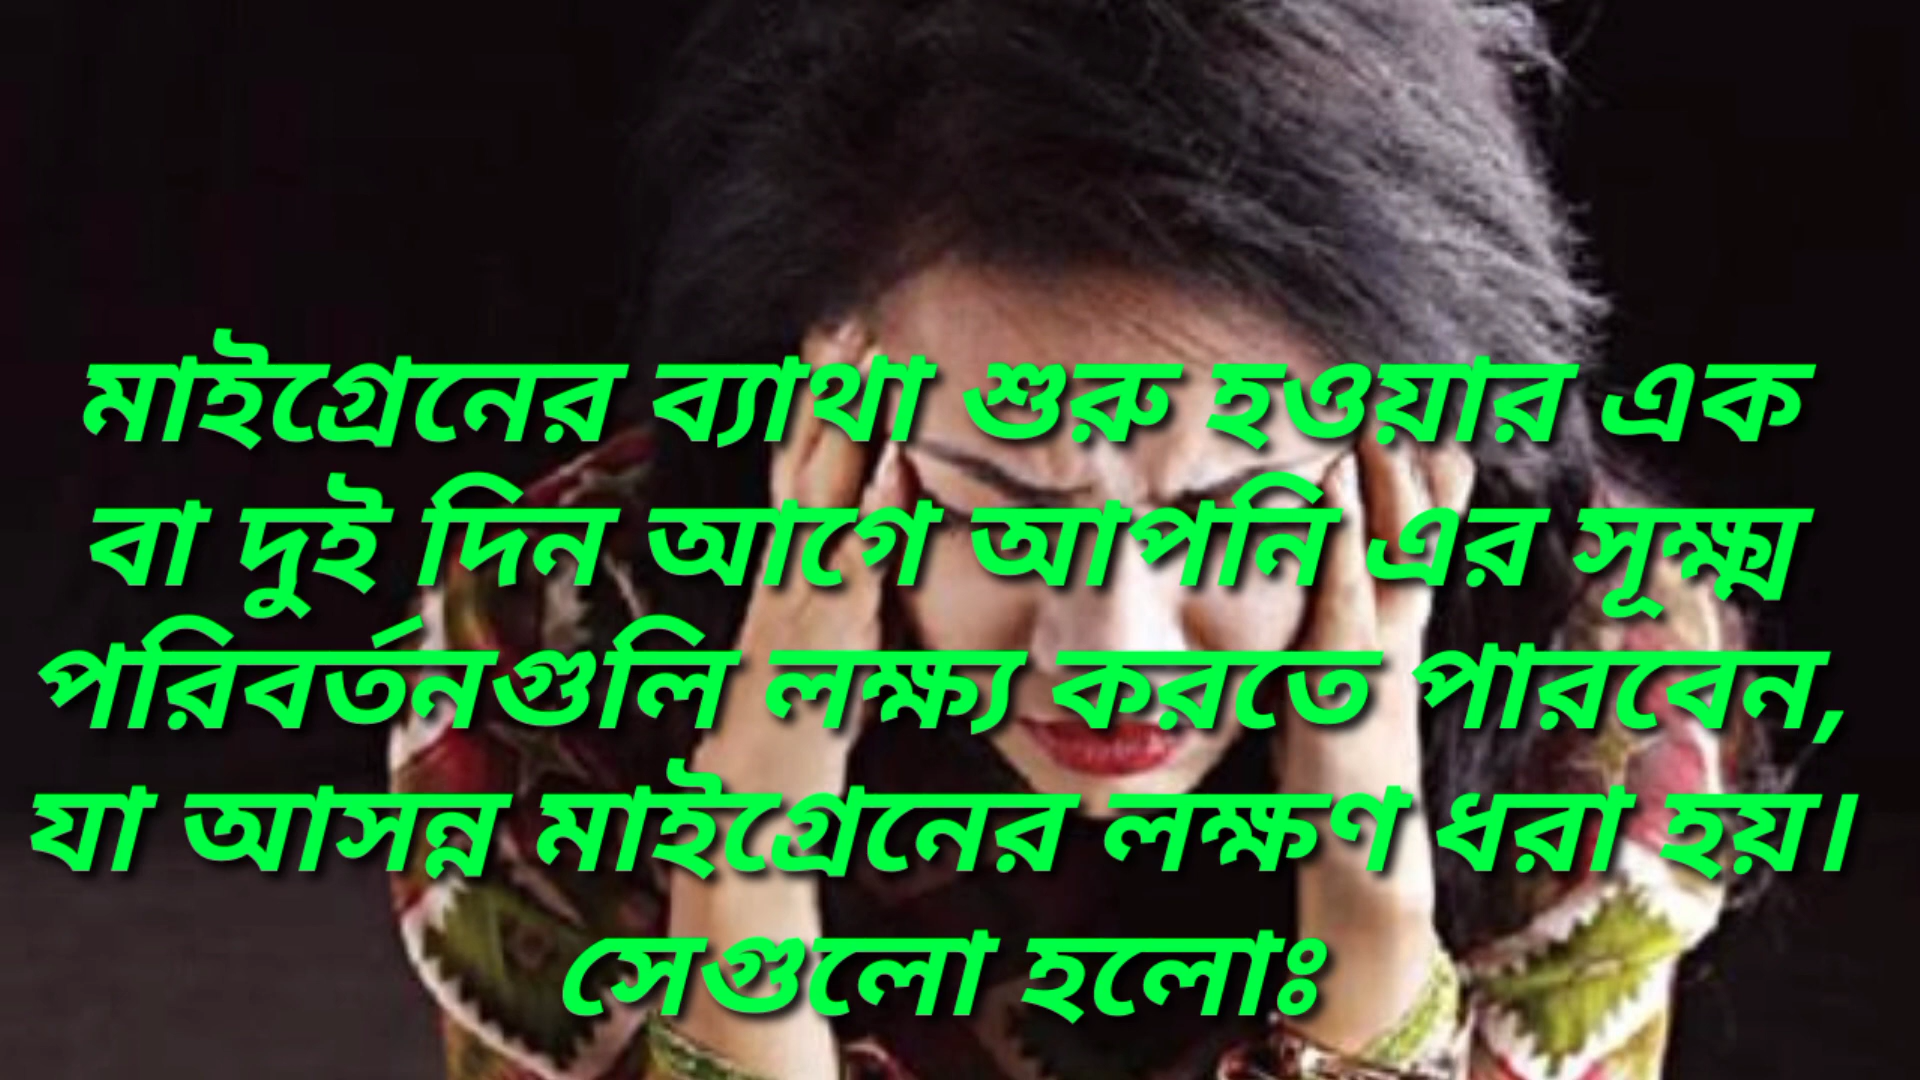 মাইগ্রেনের ব্যাথা শুরু হওয়ার এক
বা দুই দিন আগে আপনি এর সূক্ষ্ম
পরিবর্তনগুলি লক্ষ্য করতে পারবেন,
যা আসন্ন মাইগ্রেনের লক্ষণ ধরা হয়।
সেগুলো হলোঃ